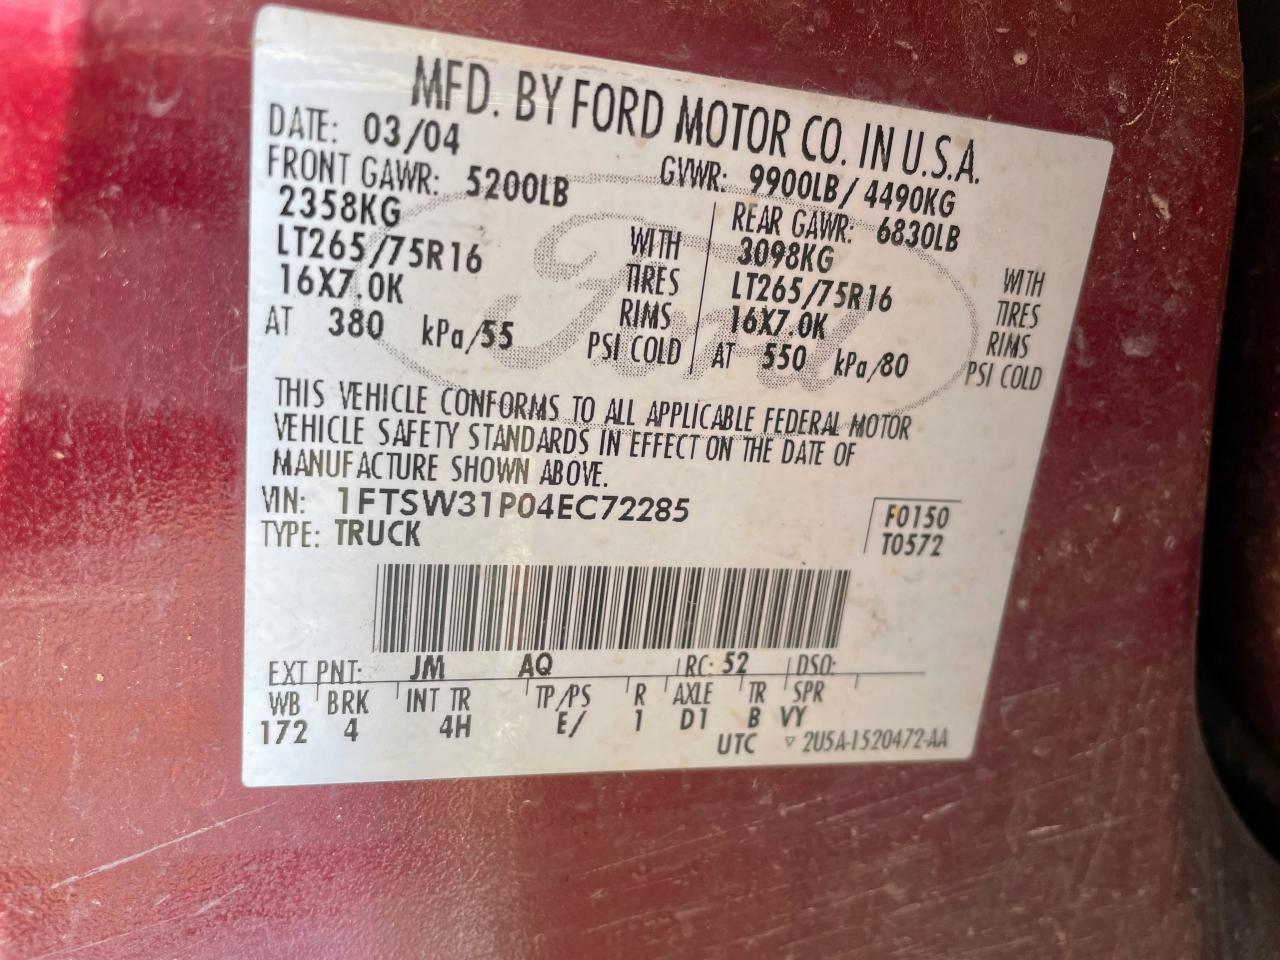 MFD. BY FORD MOTOR CO. IN U.S.A.
DATE: 03/04 GVWR: 9900LB/ 4490KG
FRONT GAWR: 5200LB REAR GAWR: 6830LB
2358KG WITH 3098KG WITH
LT265/75R16 TIRES LT265/75R16 TIRES
16X7.0K RIMS 16X7.0K RIMS
AT 380 kPa/55 PSI COLD AT 550 kPa/80 PSI COLD
Ford
THIS VEHICLE CONFORMS TO ALL APPLICABLE FEDERAL MOTOR
VEHICLE SAFETY STANDARDS IN EFFECT ON THE DATE OF
MANUFACTURE SHOWN ABOVE.
VIN: 1FTSW31P04EC72285 F0150
TYPE: TRUCK T0572
EXT PNT: JM AQ RC: 52 DSO:
WB BRK INT TR TP/PS R AXLE TR SPR
172 4 4H E/ 1 D1 B VY
UTC ▽ 2U5A-1520472-AA